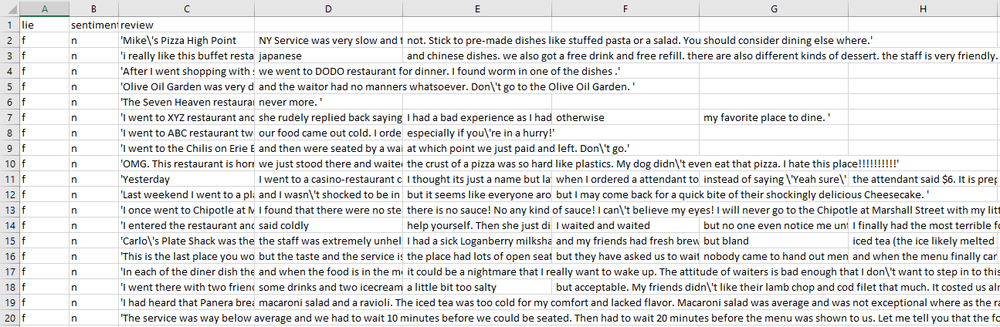 A B C D E F G H
1 lie sentiment review
2 f n 'Mike\'s Pizza High Point NY Service was very slow and not. Stick to pre-made dishes like stuffed pasta or a salad. You should consider dining else where.'
3 f n 'i really like this buffet resta japanese and chinese dishes. we also got a free drink and free refill. there are also different kinds of dessert. the staff is very friendly.
4 f n 'After I went shopping with we went to DODO restaurant for dinner. I found worm in one of the dishes .'
5 f n 'Olive Oil Garden was very d and the waitor had no manners whatsoever. Don\'t go to the Olive Oil Garden. '
6 f n 'The Seven Heaven restaura never more. '
7 f n 'I went to XYZ restaurant and she rudely replied back saying I had a bad experience as I had otherwise my favorite place to dine. '
8 f n 'I went to ABC restaurant tw our food came out cold. I orde especially if you\'re in a hurry!'
9 f n 'I went to the Chilis on Erie B and then were seated by a wai at which point we just paid and left. Don\'t go.'
10 f n 'OMG. This restaurant is horr we just stood there and waite the crust of a pizza was so hard like plastics. My dog didn\'t even eat that pizza. I hate this place!!!!!!!!!!'
11 f n 'Yesterday I went to a casino-restaurant c I thought its just a name but la when I ordered a attendant to instead of saying \'Yeah sure\' the attendant said $6. It is prep
12 f n 'Last weekend I went to a pla and I wasn\'t shocked to be in but it seems like everyone aro but I may come back for a quick bite of their shockingly delicious Cheesecake. '
13 f n 'I once went to Chipotle at M I found that there were no ste there is no sauce! No any kind of sauce! I can\'t believe my eyes! I will never go to the Chipotle at Marshall Street with my litt
14 f n 'I entered the restaurant and said coldly help yourself. Then she just di I waited and waited but no one even notice me unt I finally had the most terrible fo
15 f n 'Carlo\'s Plate Shack was the the staff was extremely unhel I had a sick Loganberry milksha and my friends had fresh brew but bland iced tea (the ice likely melted
16 f n 'This is the last place you wo but the taste and the service is the place had lots of open seat but they have asked us to wait nobody came to hand out men and when the menu finally car
17 f n 'In each of the diner dish the and when the food is in the mo it could be a nightmare that I really want to wake up. The attitude of waiters is bad enough that I don\'t want to step in to this
18 f n 'I went there with two friend some drinks and two icecream a little bit too salty but acceptable. My friends didn\'t like their lamb chop and cod filet that much. It costed us alr
19 f n 'I had heard that Panera brea macaroni salad and a ravioli. The iced tea was too cold for my comfort and lacked flavor. Macaroni salad was average and was not exceptional where as the ra
20 f n 'The service was way below average and we had to wait 10 minutes before we could be seated. Then had to wait 20 minutes before the menu was shown to us. Let me tell you that the fo